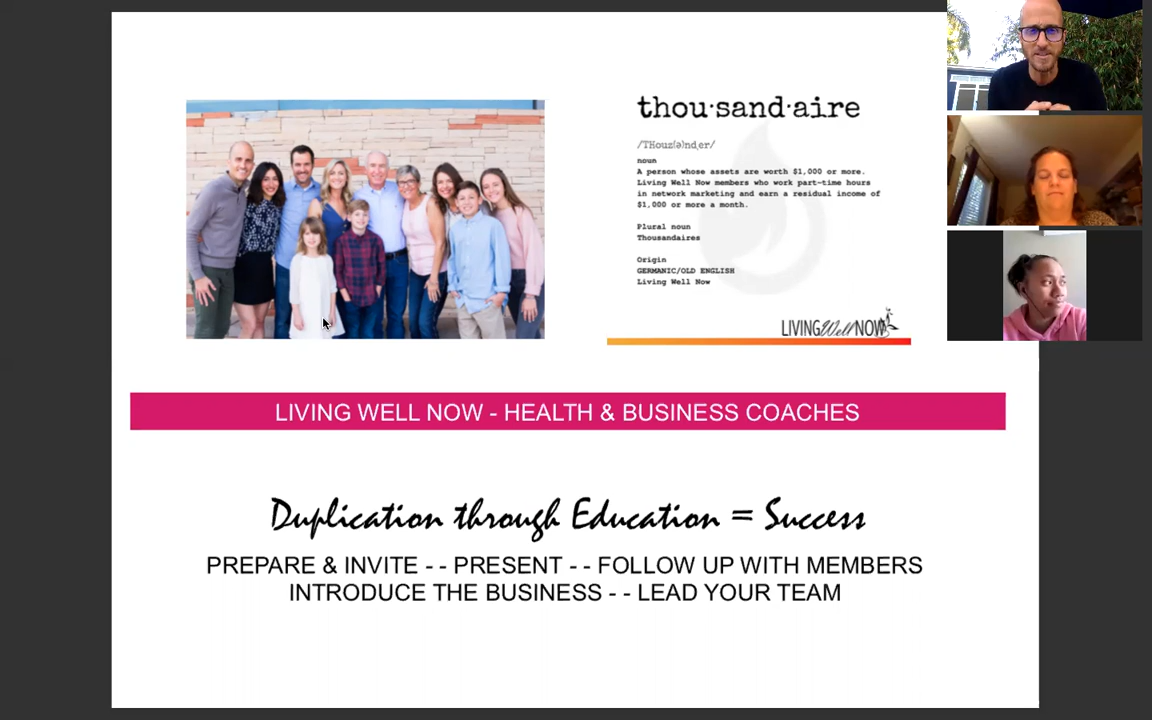 thou·sand·aire
/THouz(ə)nd,er/
noun
A person whose assets are worth $1,000 or more.
Living Well Now members who work part-time hours
in network marketing and earn a residual income of
$1,000 or more a month.
Plural noun
Thousandaires
Origin
GERMANIC/OLD ENGLISH
Living Well Now
LIVING Well NOW
LIVING WELL NOW - HEALTH & BUSINESS COACHES
Duplication through Education = Success
PREPARE & INVITE - - PRESENT - - FOLLOW UP WITH MEMBERS
INTRODUCE THE BUSINESS - - LEAD YOUR TEAM